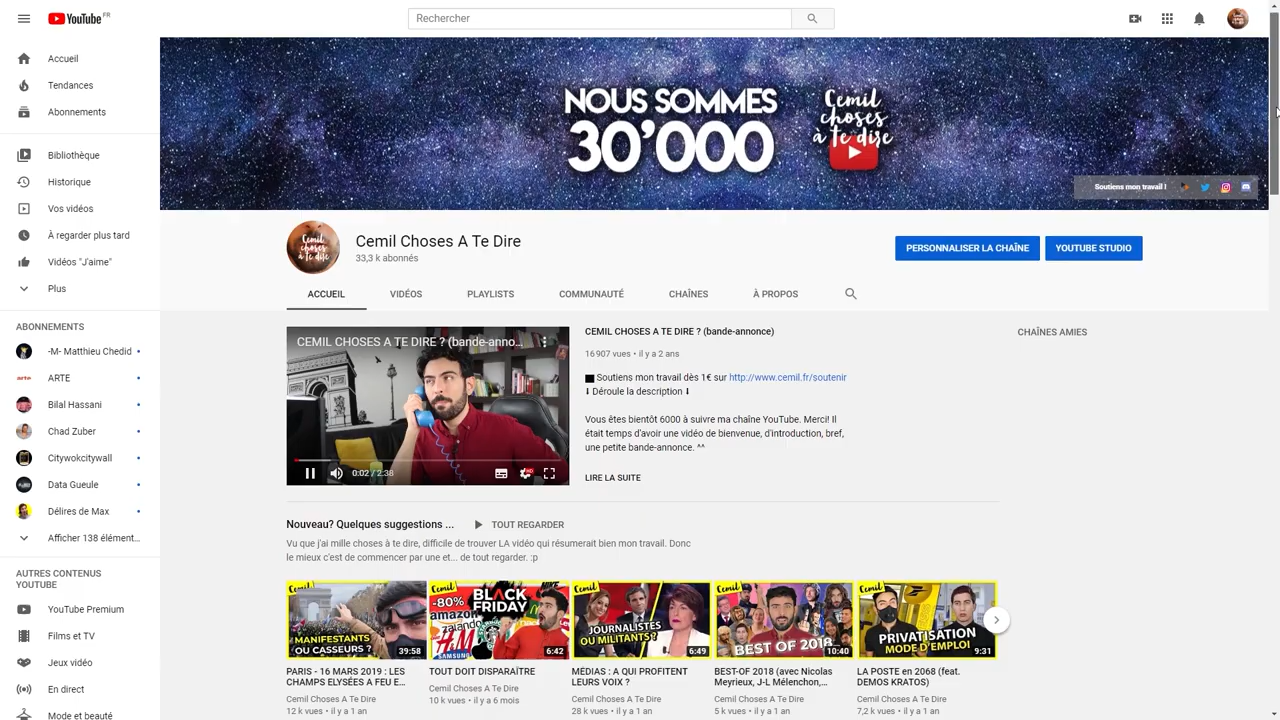 YouTube FR
Rechercher
Accueil
Tendances
Abonnements
Bibliothèque
Historique
Vos vidéos
À regarder plus tard
Vidéos "J'aime"
Plus
ABONNEMENTS
-M- Matthieu Chedid
ARTE
Bilal Hassani
Chad Zuber
Citywokcitywall
Data Gueule
Délires de Max
Afficher 138 élément...
AUTRES CONTENUS
YOUTUBE
YouTube Premium
Films et TV
Jeux vidéo
En direct
Mode et beauté
NOUS SOMMES
30'000
Cemil
choses
à te dire
Soutiens mon travail !
Cemil
choses
à te dire
Cemil Choses A Te Dire
33,3 k abonnés
PERSONNALISER LA CHAÎNE
YOUTUBE STUDIO
ACCUEIL
VIDÉOS
PLAYLISTS
COMMUNAUTÉ
CHAÎNES
À PROPOS
CEMIL CHOSES A TE DIRE ? (bande-anno...
0:02 / 2:38
CEMIL CHOSES A TE DIRE ? (bande-annonce)
16 907 vues • il y a 2 ans
Soutiens mon travail dès 1€ sur http://www.cemil.fr/soutenir
⬇ Déroule la description ⬇
Vous êtes bientôt 6000 à suivre ma chaîne YouTube. Merci! Il
était temps d'avoir une vidéo de bienvenue, d'introduction, bref,
une petite bande-annonce. ^^
LIRE LA SUITE
CHAÎNES AMIES
Nouveau? Quelques suggestions ...
TOUT REGARDER
Vu que j'ai mille choses à te dire, difficile de trouver LA vidéo qui résumerait bien mon travail. Donc
le mieux c'est de commencer par une et... de tout regarder. :p
Cemil
MANIFESTANTS
OU CASSEURS ?
39:58
PARIS - 16 MARS 2019 : LES
CHAMPS ELYSÉES A FEU E...
Cemil Choses A Te Dire
12 k vues • il y a 1 an
-80%
BLACK
FRIDAY
amazon
SAMSUNG
6:42
TOUT DOIT DISPARAÎTRE
Cemil Choses A Te Dire
10 k vues • il y a 6 mois
Cemil
JOURNALISTES
OU MILITANTS ?
6:49
MÉDIAS : A QUI PROFITENT
LEURS VOX ?
Cemil Choses A Te Dire
28 k vues • il y a 1 an
Cemil
BEST OF 2018
10:40
BEST-OF 2018 (avec Nicolas
Meyrieux, J-L Mélenchon,...
Cemil Choses A Te Dire
5 k vues • il y a 1 an
Cemil
PRIVATISATION
MODE D'EMPLOI
9:31
LA POSTE en 2068 (feat.
DEMOS KRATOS)
Cemil Choses A Te Dire
7,2 k vues • il y a 1 an